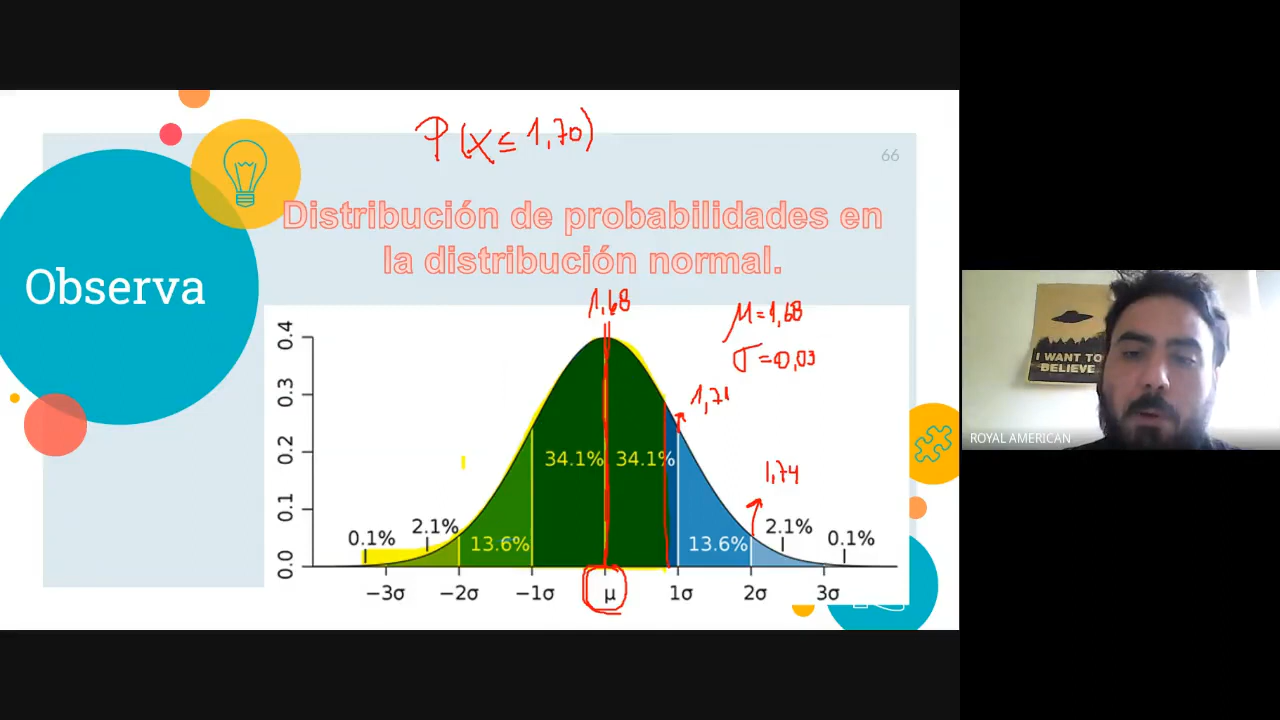 P(X ≤ 1,70)
66
Distribución de probabilidades en
la distribución normal.
Observa
1,68
μ = 1,68
σ = 0,03
1,71
1,74
0.4
0.3
0.2
0.1
0.0
34.1% 34.1%
0.1% 2.1% 13.6% 13.6% 2.1% 0.1%
−3σ −2σ −1σ μ 1σ 2σ 3σ
I WANT TO
BELIEVE
ROYAL AMERICAN